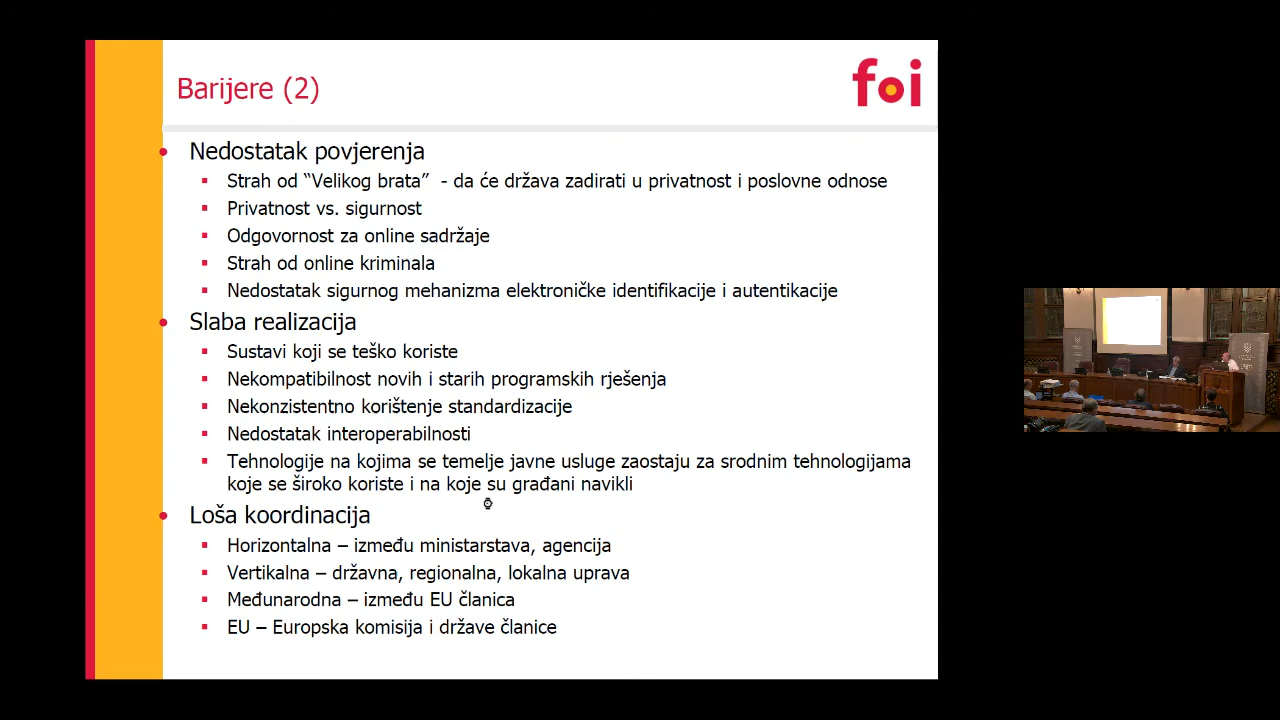 Barijere (2)
foi
Nedostatak povjerenja
Strah od “Velikog brata” - da će država zadirati u privatnost i poslovne odnose
Privatnost vs. sigurnost
Odgovornost za online sadržaje
Strah od online kriminala
Nedostatak sigurnog mehanizma elektroničke identifikacije i autentikacije
Slaba realizacija
Sustavi koji se teško koriste
Nekompatibilnost novih i starih programskih rješenja
Nekonzistentno korištenje standardizacije
Nedostatak interoperabilnosti
Tehnologije na kojima se temelje javne usluge zaostaju za srodnim tehnologijama
koje se široko koriste i na koje su građani navikli
Loša koordinacija
Horizontalna – između ministarstava, agencija
Vertikalna – državna, regionalna, lokalna uprava
Međunarodna – između EU članica
EU – Europska komisija i države članice